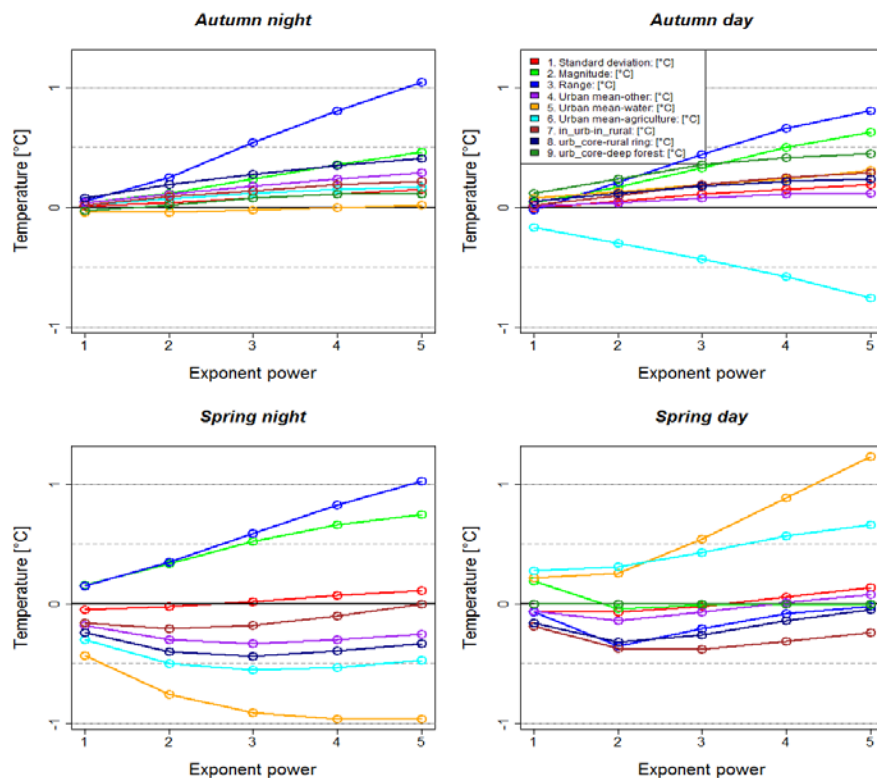 Autumn night
Autumn day
Temperature [°C]
1
0
-1
1 2 3 4 5
Exponent power
Temperature [°C]
1
0
-1
1. Standard deviation: [°C]
2. Magnitude: [°C]
3. Range: [°C]
4. Urban mean-other: [°C]
5. Urban mean-water: [°C]
6. Urban mean-agriculture: [°C]
7. in_urb-in_rural: [°C]
8. urb_core-rural ring: [°C]
9. urb_core-deep forest: [°C]
1 2 3 4 5
Exponent power
Spring night
Spring day
Temperature [°C]
1
0
-1
1 2 3 4 5
Exponent power
Temperature [°C]
1
0
-1
1 2 3 4 5
Exponent power